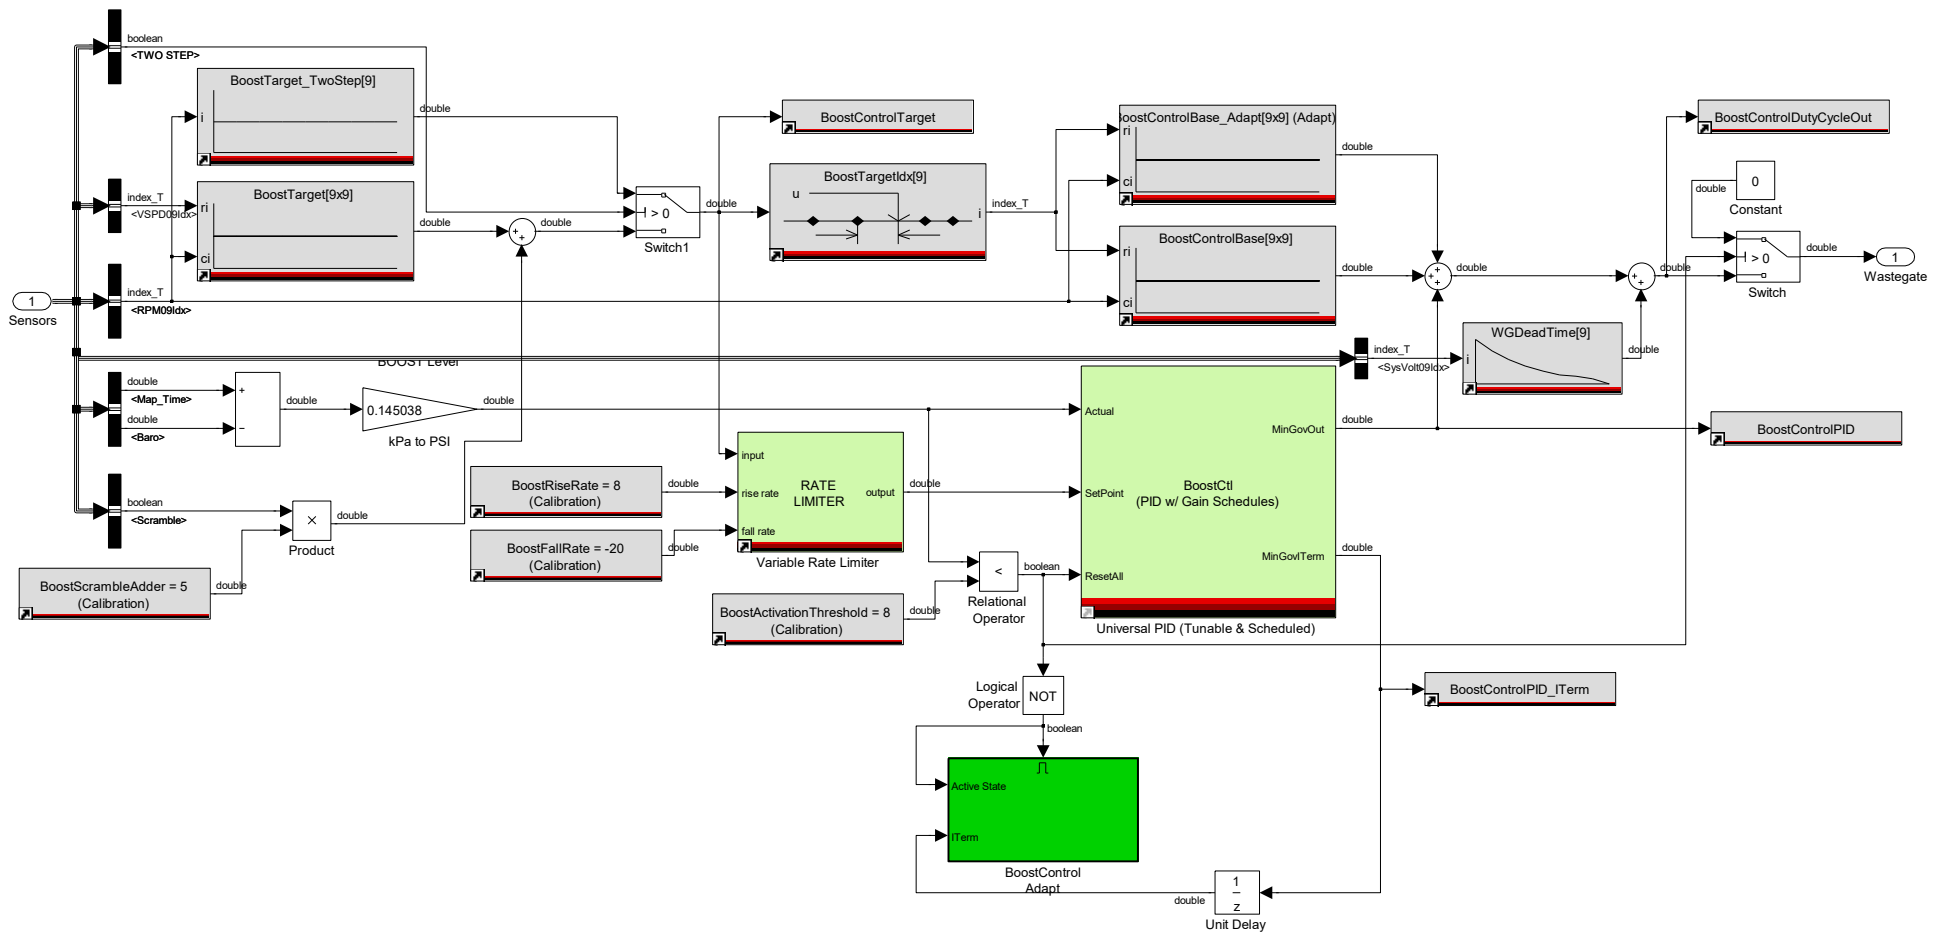 boolean
<TWO STEP>
BoostTarget_TwoStep[9]
i
double
index_T
<VSPD09Idx>
BoostTarget[9x9]
ri
ci
double
double
index_T
<RPM09Idx>
1
Sensors
> 0
Switch1
double
BoostControlTarget
BoostTargetIdx[9]
u
i
index_T
BoostControlBase_Adapt[9x9] (Adapt)
ri
ci
double
BoostControlBase[9x9]
ri
ci
double
double
BoostControlDutyCycleOut
double
0
Constant
double
> 0
Switch
double
1
Wastegate
index_T
<SysVolt09Idx>
WGDeadTime[9]
i
double
BOOST Level
double
<Map_Time>
double
<Baro>
+
−
double
0.145038
kPa to PSI
double
boolean
<Scramble>
×
Product
double
BoostScrambleAdder = 5
(Calibration)
double
BoostRiseRate = 8
(Calibration)
double
BoostFallRate = -20
(Calibration)
double
input
rise rate
fall rate
RATE
LIMITER
output
Variable Rate Limiter
double
BoostActivationThreshold = 8
(Calibration)
double
<
Relational
Operator
boolean
Actual
SetPoint
ResetAll
BoostCtl
(PID w/ Gain Schedules)
MinGovOut
MinGovITerm
Universal PID (Tunable & Scheduled)
double
BoostControlPID
double
BoostControlPID_ITerm
Logical
Operator
NOT
boolean
Active State
ITerm
BoostControl
Adapt
double
1
z
Unit Delay